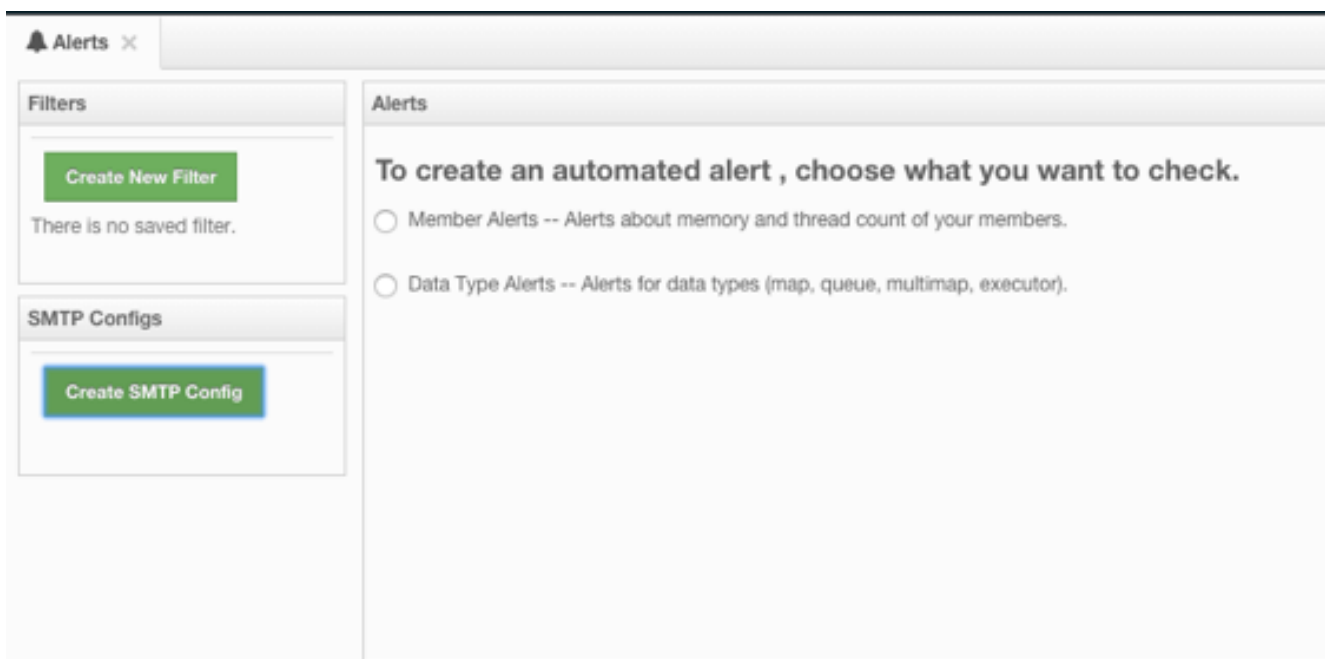 Alerts
Filters
Create New Filter
There is no saved filter.
SMTP Configs
Create SMTP Config
Alerts
To create an automated alert , choose what you want to check.
Member Alerts -- Alerts about memory and thread count of your members.
Data Type Alerts -- Alerts for data types (map, queue, multimap, executor).